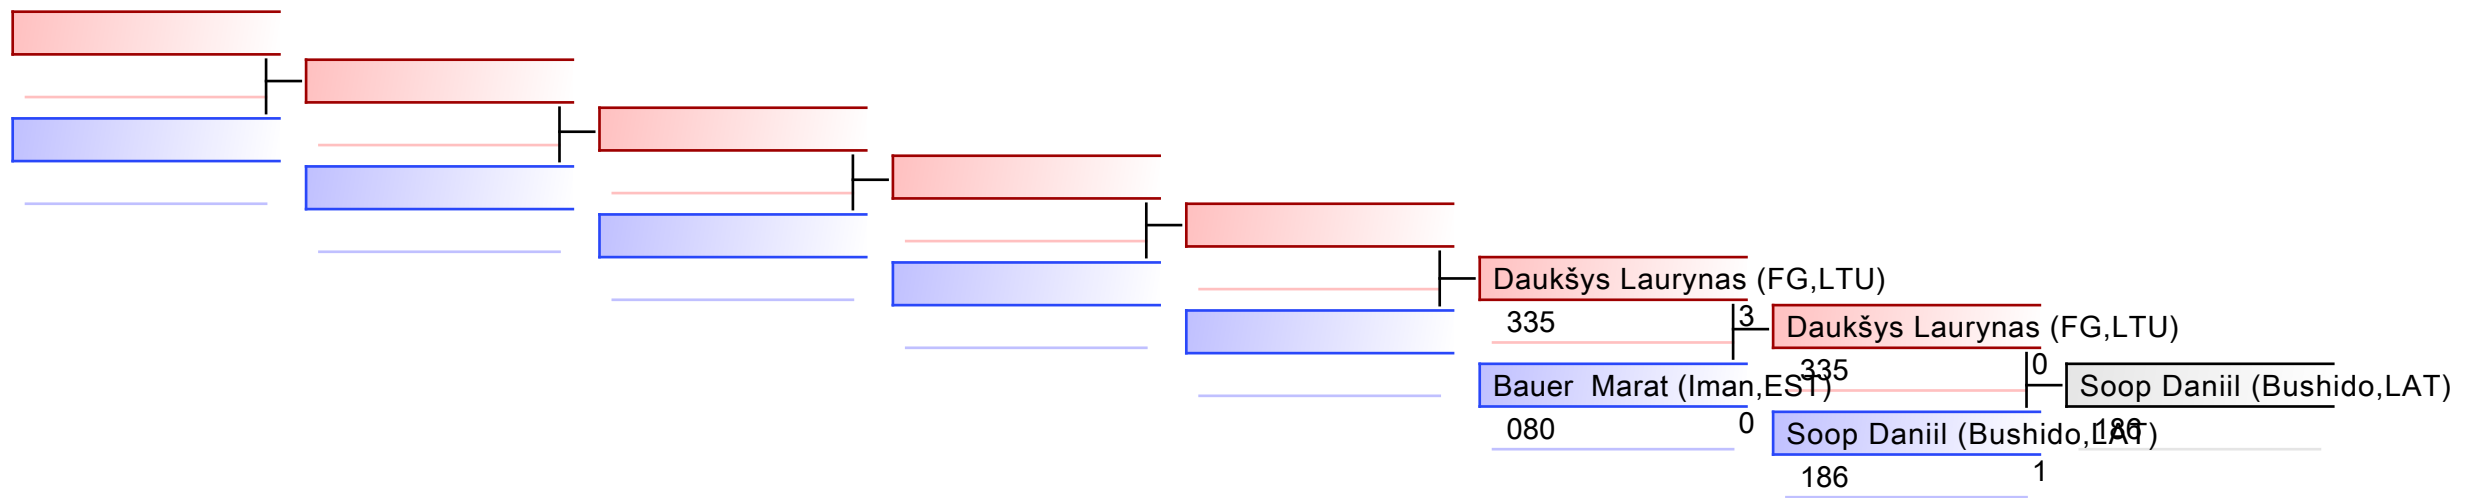 Daukšys Laurynas (FG,LTU)
335
3
Bauer  Marat (Iman,EST)
080
0
Daukšys Laurynas (FG,LTU)
335
0
Soop Daniil (Bushido,LAT)
186
1
Soop Daniil (Bushido,LAT)
186